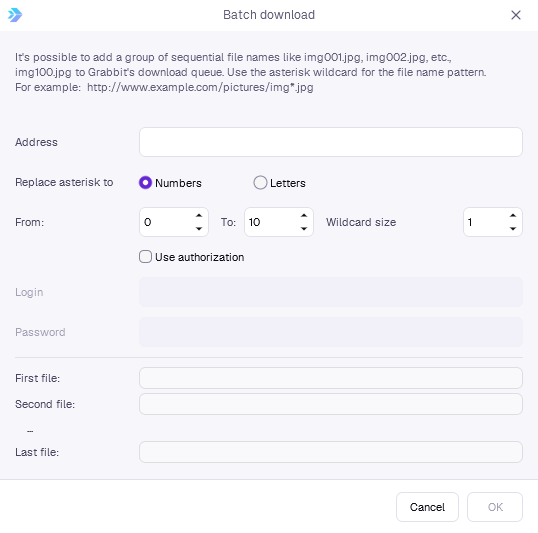 Batch download
It's possible to add a group of sequential file names like img001.jpg, img002.jpg, etc.,
img100.jpg to Grabbit's download queue. Use the asterisk wildcard for the file name pattern.
For example: http://www.example.com/pictures/img*.jpg
Address
Replace asterisk to Numbers Letters
From: 0 To: 10 Wildcard size 1
Use authorization
Login
Password
First file:
Second file:
...
Last file:
Cancel OK